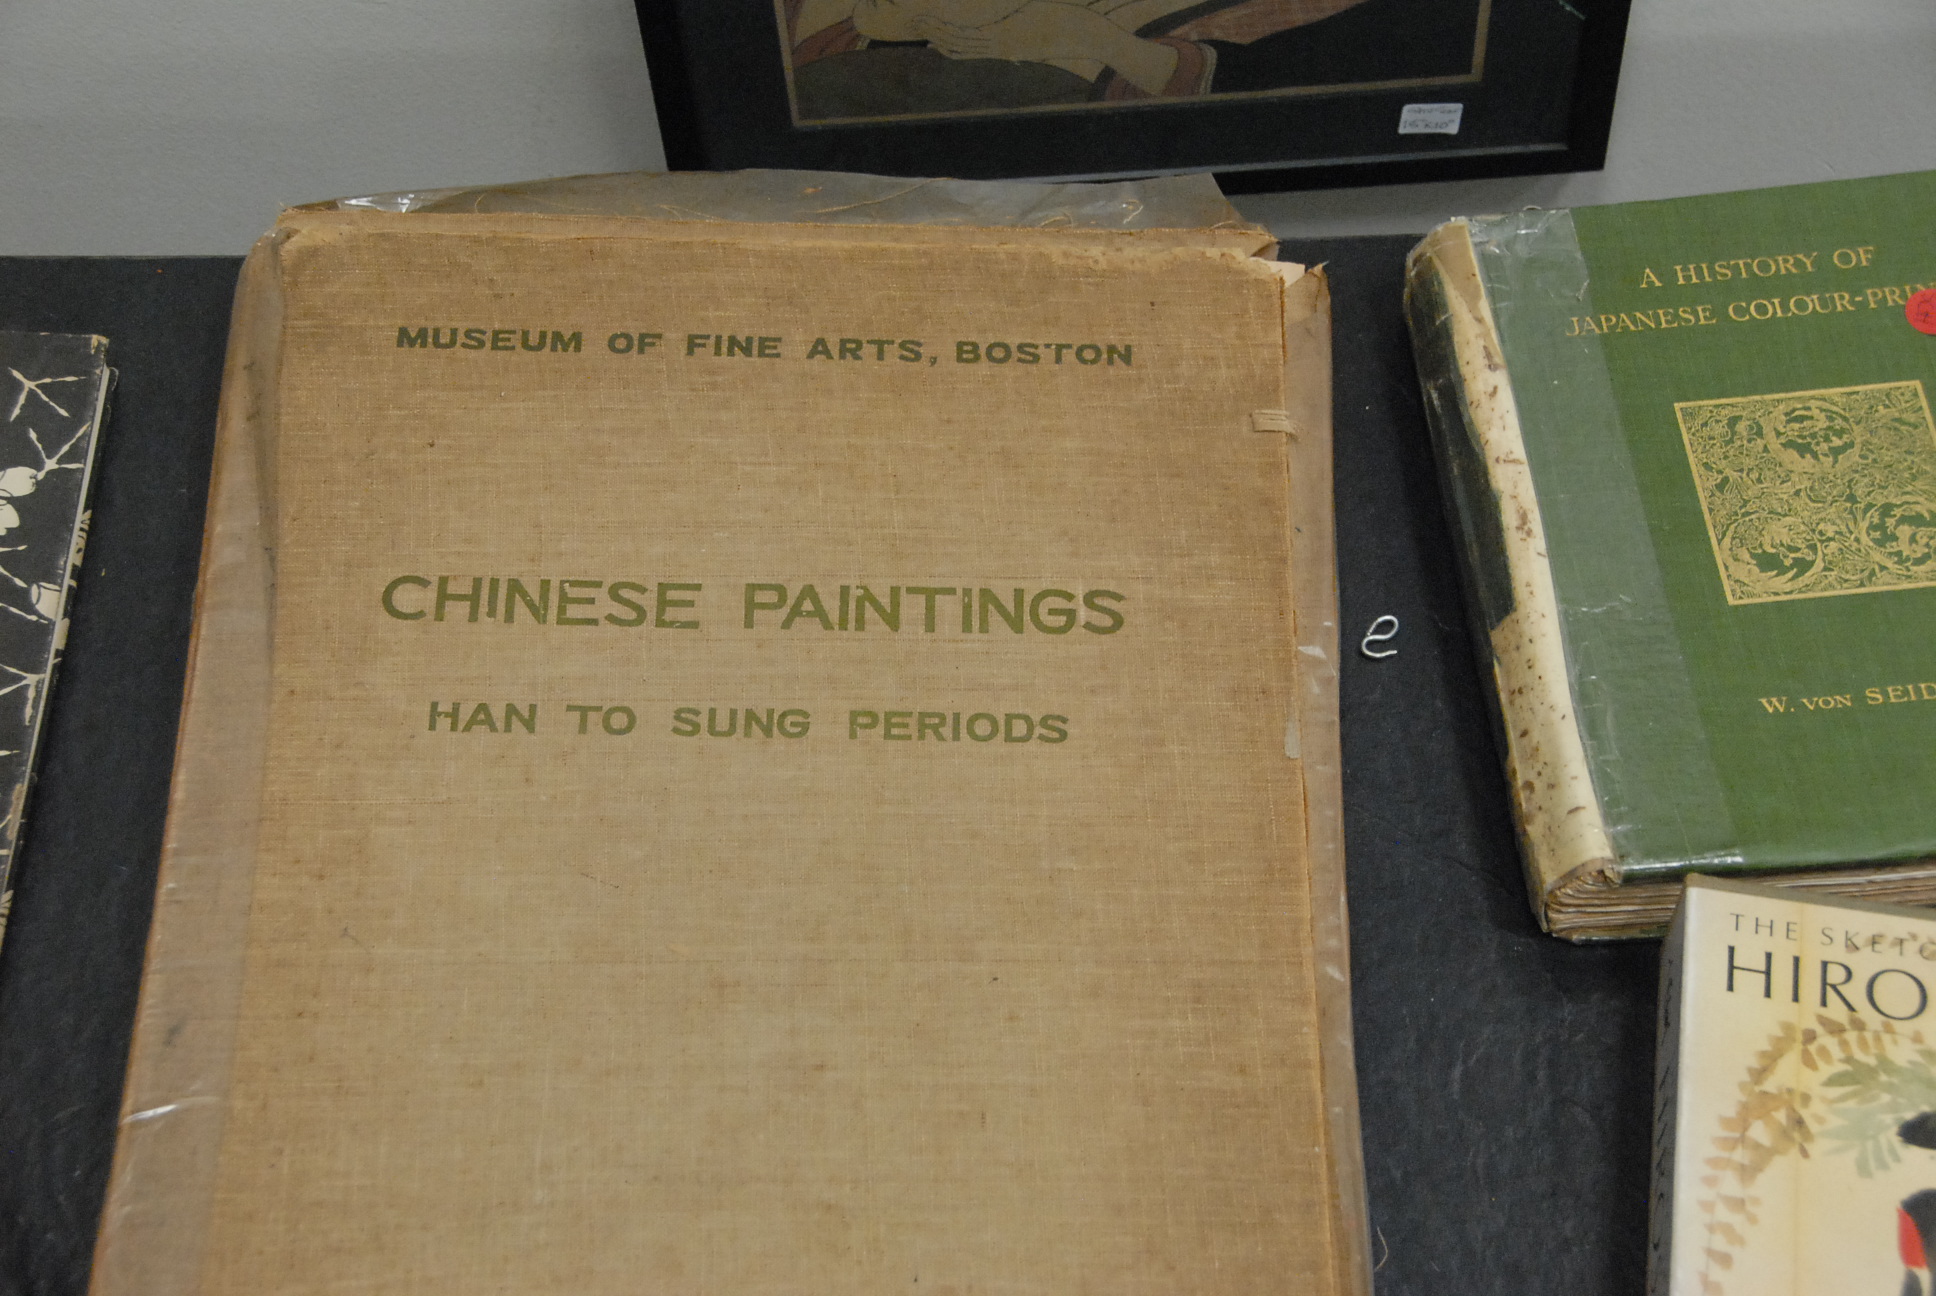 MUSEUM OF FINE ARTS, BOSTON
CHINESE PAINTINGS
HAN TO SUNG PERIODS
A HISTORY OF
JAPANESE COLOUR-PRIN
W. VON SEID
THE SKETC
HIRO